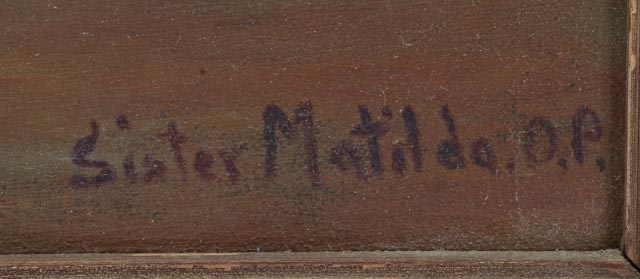 Sister Matilda. O.P.